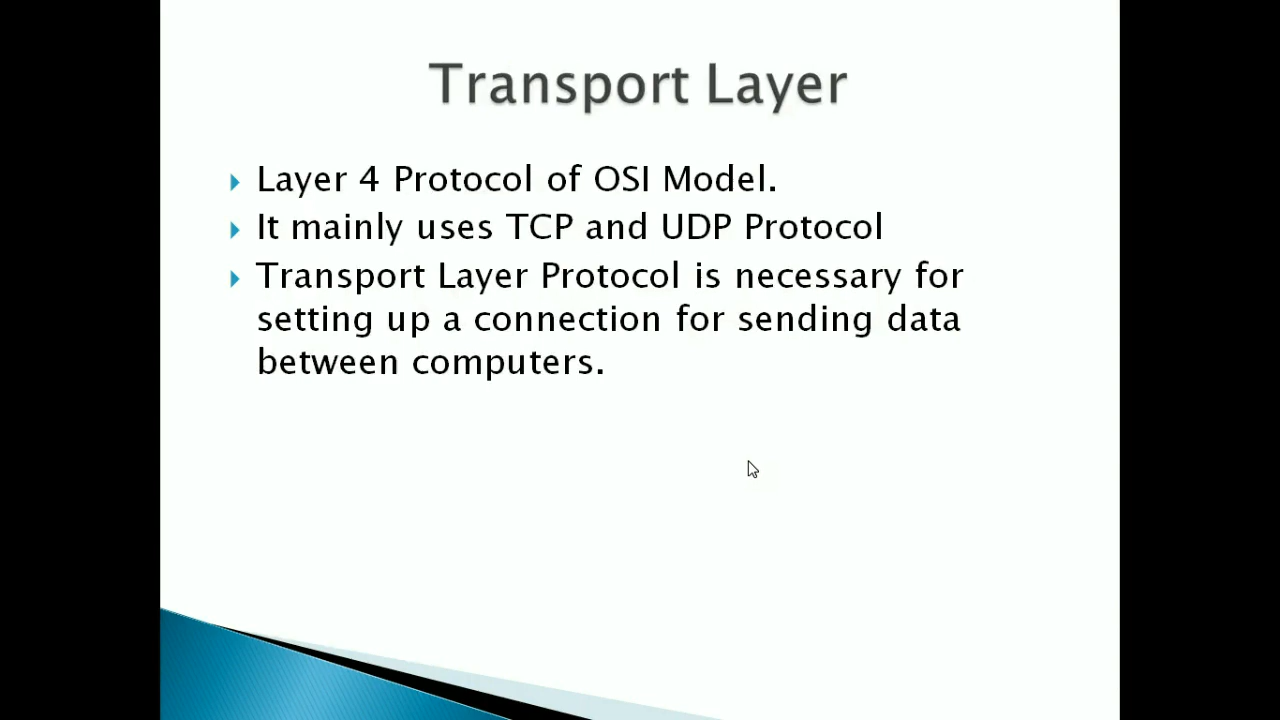 Transport Layer
Layer 4 Protocol of OSI Model.
It mainly uses TCP and UDP Protocol
Transport Layer Protocol is necessary for
setting up a connection for sending data
between computers.